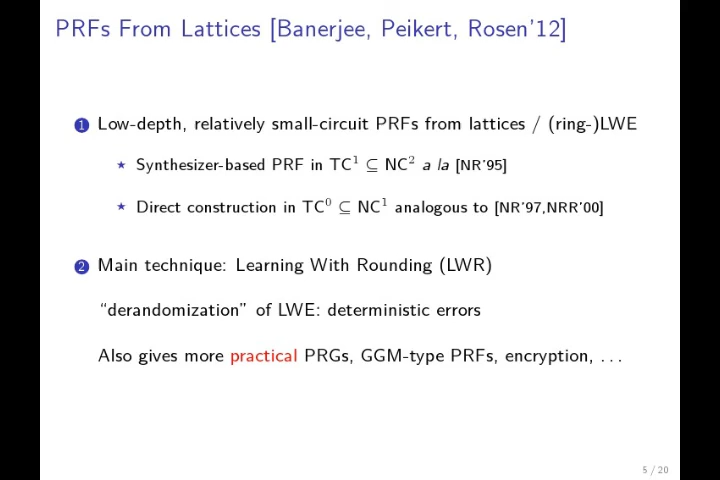 PRFs From Lattices [Banerjee, Peikert, Rosen'12]
1 Low-depth, relatively small-circuit PRFs from lattices / (ring-)LWE
★ Synthesizer-based PRF in TC¹ ⊆ NC² a la [NR'95]
★ Direct construction in TC⁰ ⊆ NC¹ analogous to [NR'97,NRR'00]
2 Main technique: Learning With Rounding (LWR)
“derandomization” of LWE: deterministic errors
Also gives more practical PRGs, GGM-type PRFs, encryption, . . .
5 / 20